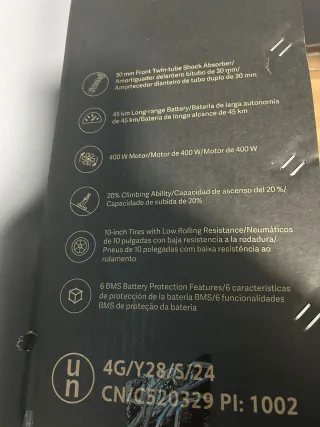 30 mm Front Twin-tube Shock Absorber/
Amortiguador delantero bitubo de 30 mm/
Amortecedor dianteiro de tubo duplo de 30 mm
45 km Long-range Battery/Batería de larga autonomía
de 45 km/Bateria de longo alcance de 45 km
400 W Motor/Motor de 400 W/Motor de 400 W
20% Climbing Ability/Capacidad de ascenso del 20 %/
Capacidade de subida de 20%
10-inch Tires with Low Rolling Resistance/Neumáticos
de 10 pulgadas con baja resistencia a la rodadura/
Pneus de 10 polegadas com baixa resistência ao
rolamento
6 BMS Battery Protection Features/6 características
de protección de la batería BMS/6 funcionalidades
BMS de proteção da bateria
un
4G/Y28/S/24
CN/C520329 PI: 1002